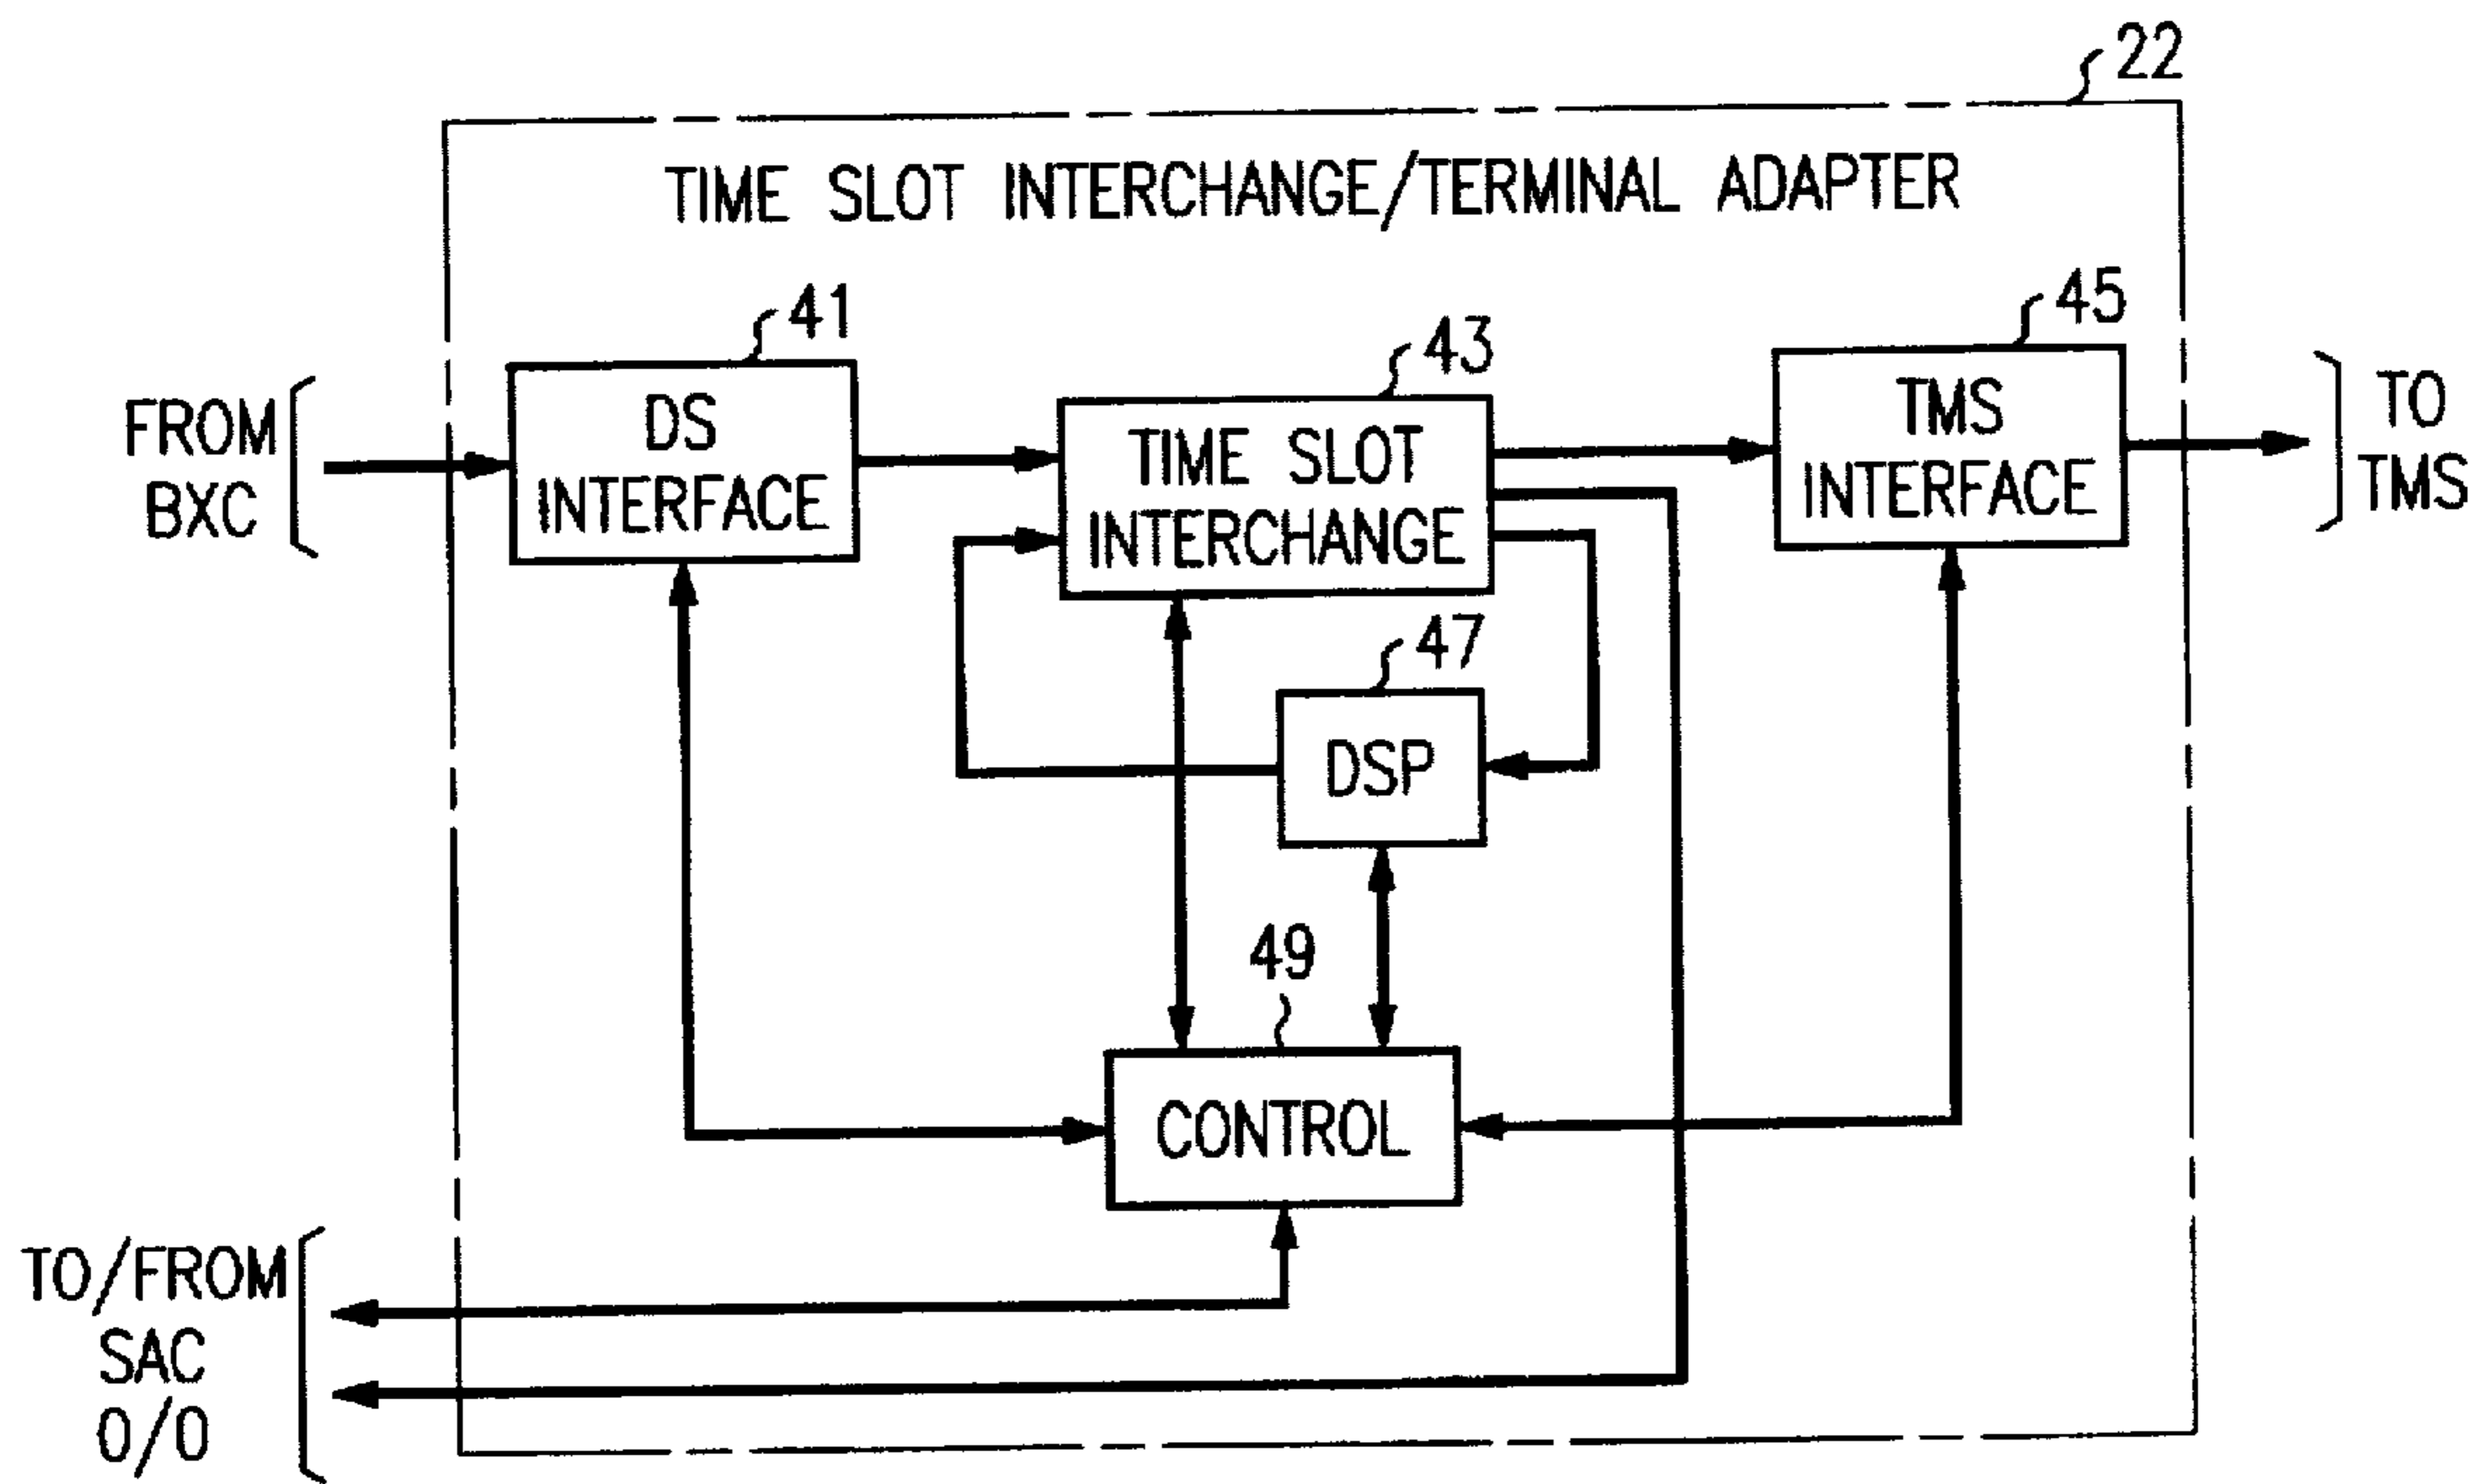 22
TIME SLOT INTERCHANGE/TERMINAL ADAPTER
41
43
45
FROM
BXC
DS
INTERFACE
TIME SLOT
INTERCHANGE
TMS
INTERFACE
TO
TMS
47
DSP
49
CONTROL
TO/FROM
SAC
0/0